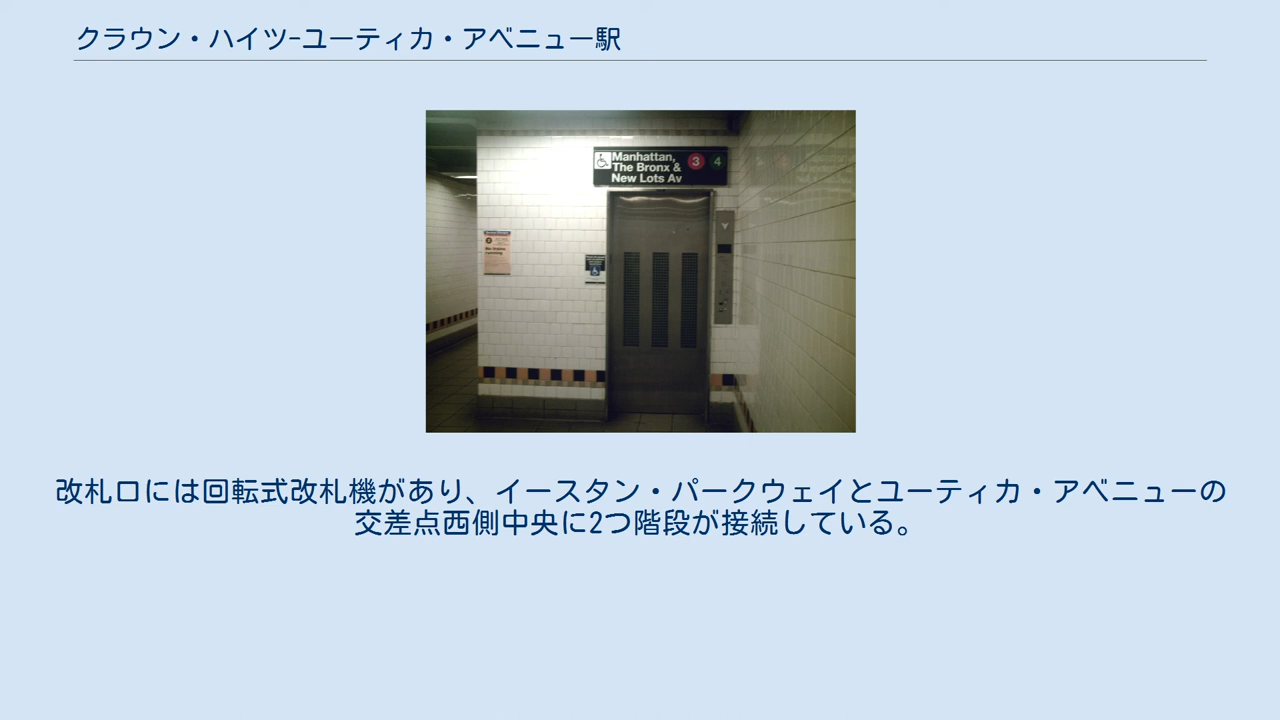 クラウン・ハイツ-ユーティカ・アベニュー駅
Manhattan,
The Bronx &
New Lots Av
3 4
改札口には回転式改札機があり、イースタン・パークウェイとユーティカ・アベニューの
交差点西側中央に2つ階段が接続している。